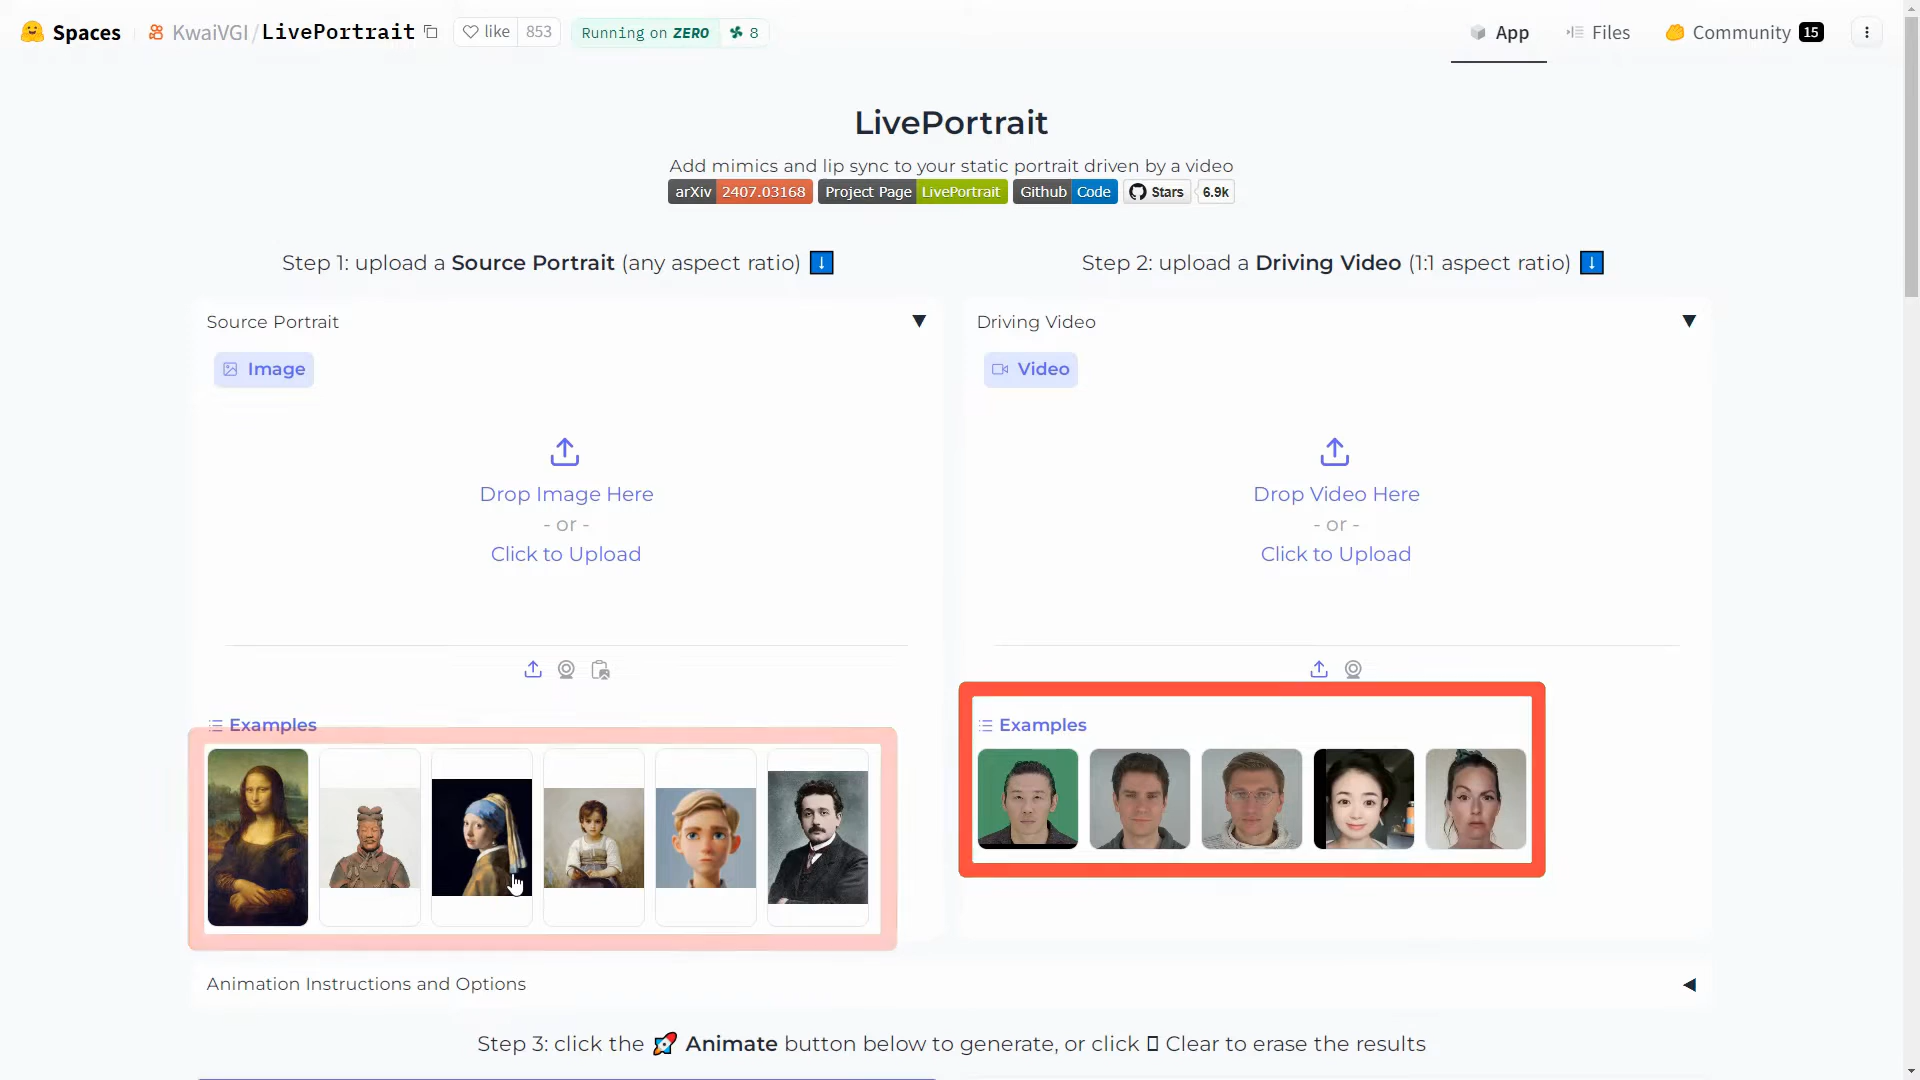 Spaces KwaiVGI/LivePortrait like 853 Running on ZERO 8 App Files Community 15
LivePortrait
Add mimics and lip sync to your static portrait driven by a video
arXiv 2407.03168 Project Page LivePortrait Github Code Stars 6.9k
Step 1: upload a Source Portrait (any aspect ratio) ↓
Step 2: upload a Driving Video (1:1 aspect ratio) ↓
Source Portrait ▼
Image
Drop Image Here
- or -
Click to Upload
Examples
Driving Video ▼
Video
Drop Video Here
- or -
Click to Upload
Examples
Animation Instructions and Options ◀
Step 3: click the 🚀 Animate button below to generate, or click ▯ Clear to erase the results